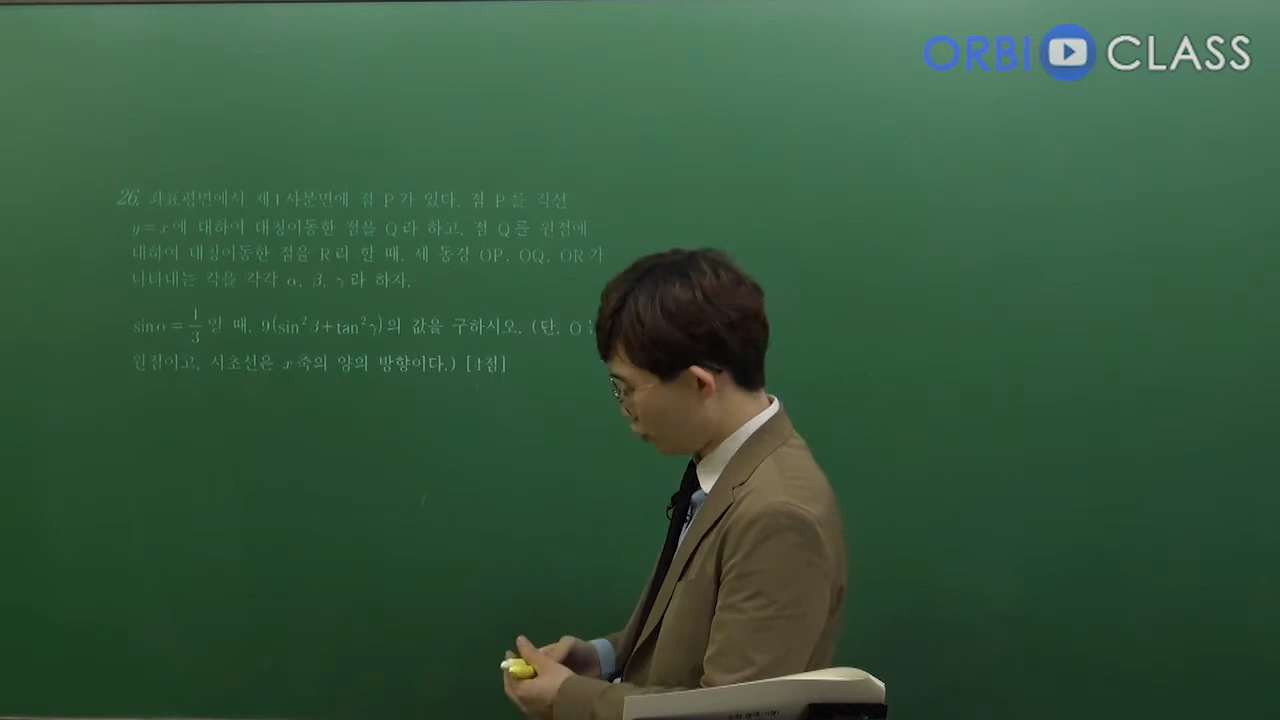 ORBI CLASS
26. 좌표평면에서 제1사분면에 점 P가 있다. 점 P를 직선
y=x에 대하여 대칭이동한 점을 Q라 하고, 점 Q를 원점에
대하여 대칭이동한 점을 R라 할 때, 세 동경 OP, OQ, OR가
나타내는 각을 각각 α, β, γ라 하자.
sinα=1/3일 때, 9(sin²β+tan²γ)의 값을 구하시오. (단, O는
원점이고, 시초선은 x축의 양의 방향이다.) [4점]